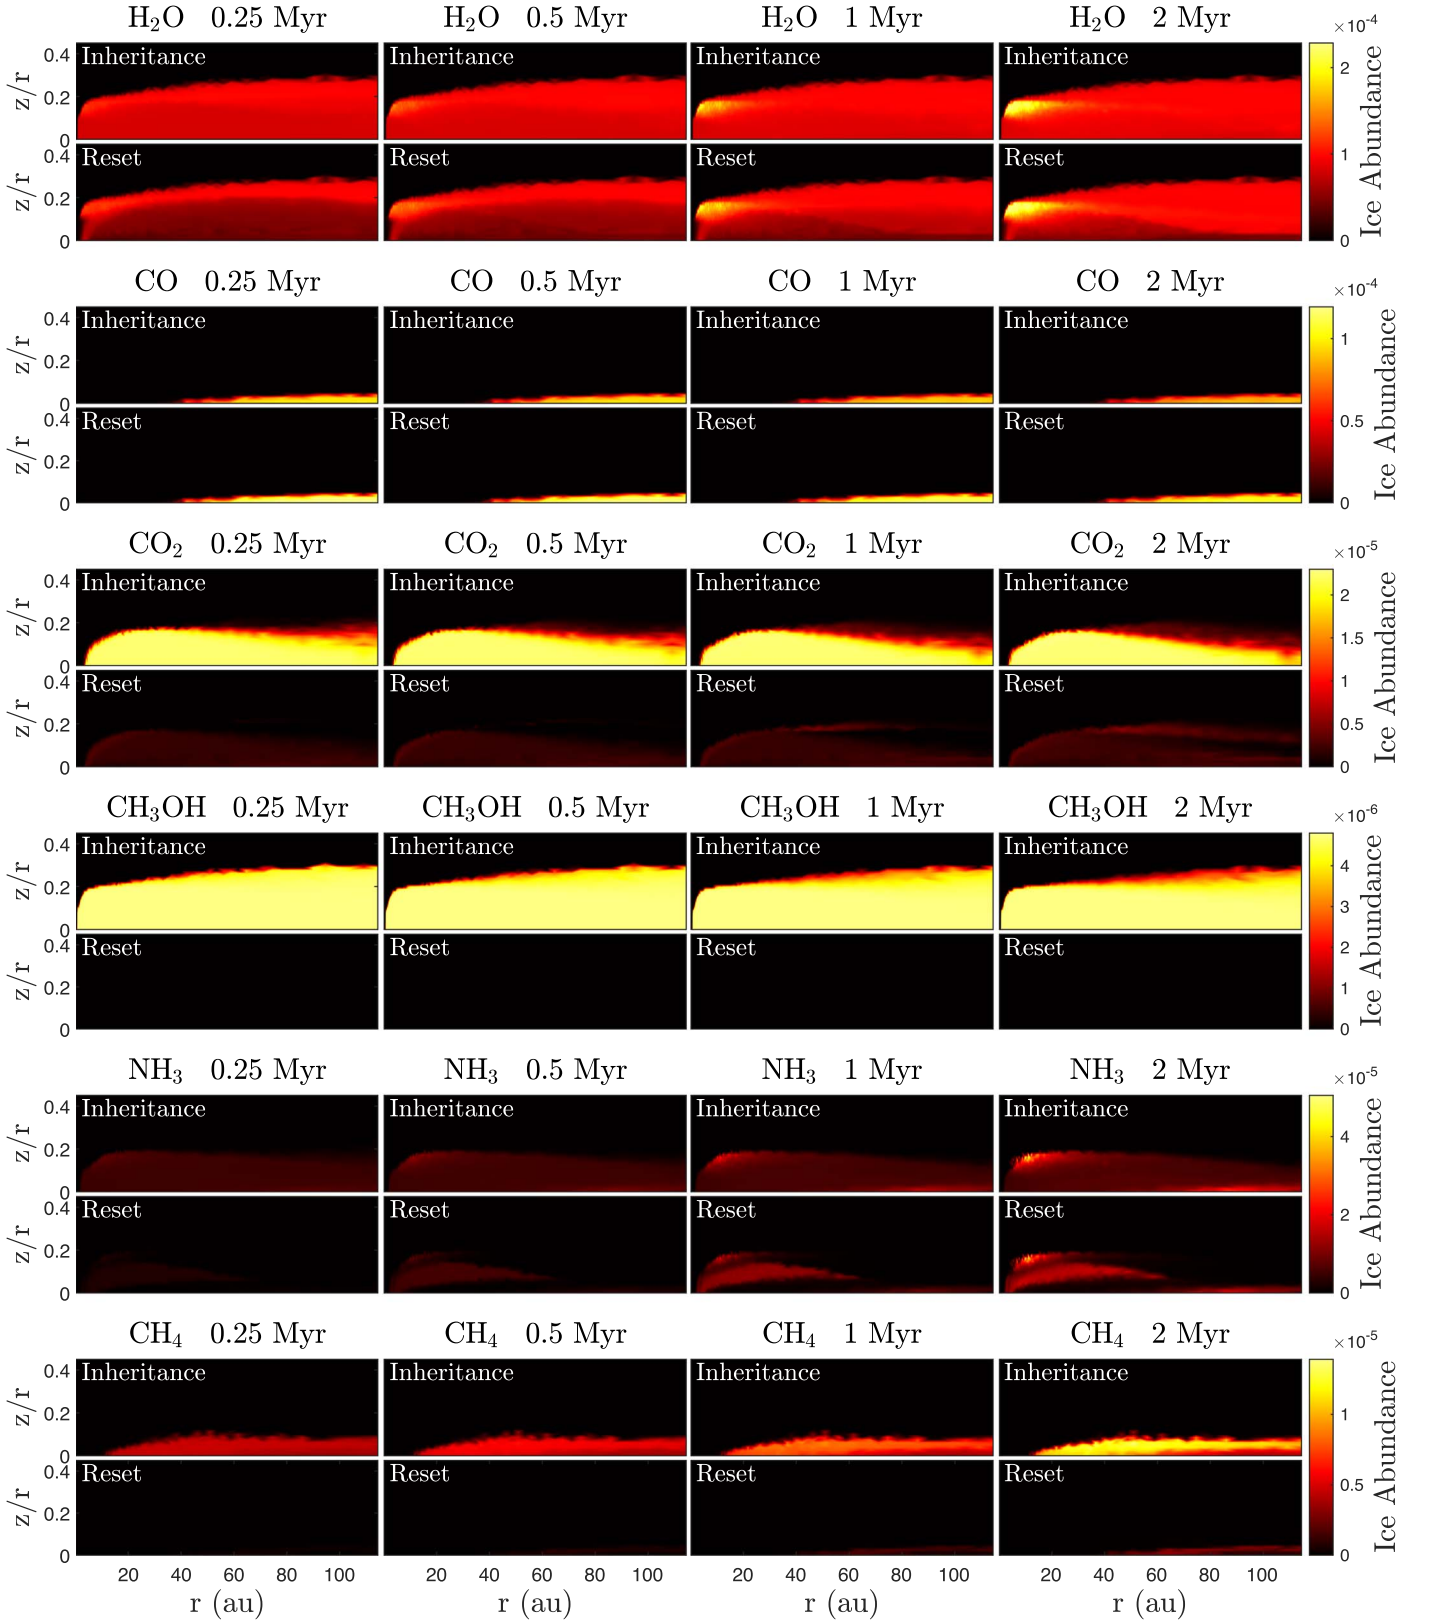 H₂O 0.25 Myr H₂O 0.5 Myr H₂O 1 Myr H₂O 2 Myr
×10⁻⁴
z/r 0.4 0.2 0 Inheritance Inheritance Inheritance Inheritance
z/r 0.4 0.2 0 Reset Reset Reset Reset
2 1 0 Ice Abundance
CO 0.25 Myr CO 0.5 Myr CO 1 Myr CO 2 Myr
×10⁻⁴
z/r 0.4 0.2 0 Inheritance Inheritance Inheritance Inheritance
z/r 0.4 0.2 0 Reset Reset Reset Reset
1 0.5 0 Ice Abundance
CO₂ 0.25 Myr CO₂ 0.5 Myr CO₂ 1 Myr CO₂ 2 Myr
×10⁻⁵
z/r 0.4 0.2 0 Inheritance Inheritance Inheritance Inheritance
z/r 0.4 0.2 0 Reset Reset Reset Reset
2 1.5 1 0.5 0 Ice Abundance
CH₃OH 0.25 Myr CH₃OH 0.5 Myr CH₃OH 1 Myr CH₃OH 2 Myr
×10⁻⁶
z/r 0.4 0.2 0 Inheritance Inheritance Inheritance Inheritance
z/r 0.4 0.2 0 Reset Reset Reset Reset
4 3 2 1 0 Ice Abundance
NH₃ 0.25 Myr NH₃ 0.5 Myr NH₃ 1 Myr NH₃ 2 Myr
×10⁻⁵
z/r 0.4 0.2 0 Inheritance Inheritance Inheritance Inheritance
z/r 0.4 0.2 0 Reset Reset Reset Reset
4 2 0 Ice Abundance
CH₄ 0.25 Myr CH₄ 0.5 Myr CH₄ 1 Myr CH₄ 2 Myr
×10⁻⁵
z/r 0.4 0.2 0 Inheritance Inheritance Inheritance Inheritance
z/r 0.4 0.2 0 Reset Reset Reset Reset
1 0.5 0 Ice Abundance
20 40 60 80 100 20 40 60 80 100 20 40 60 80 100 20 40 60 80 100
r (au) r (au) r (au) r (au)